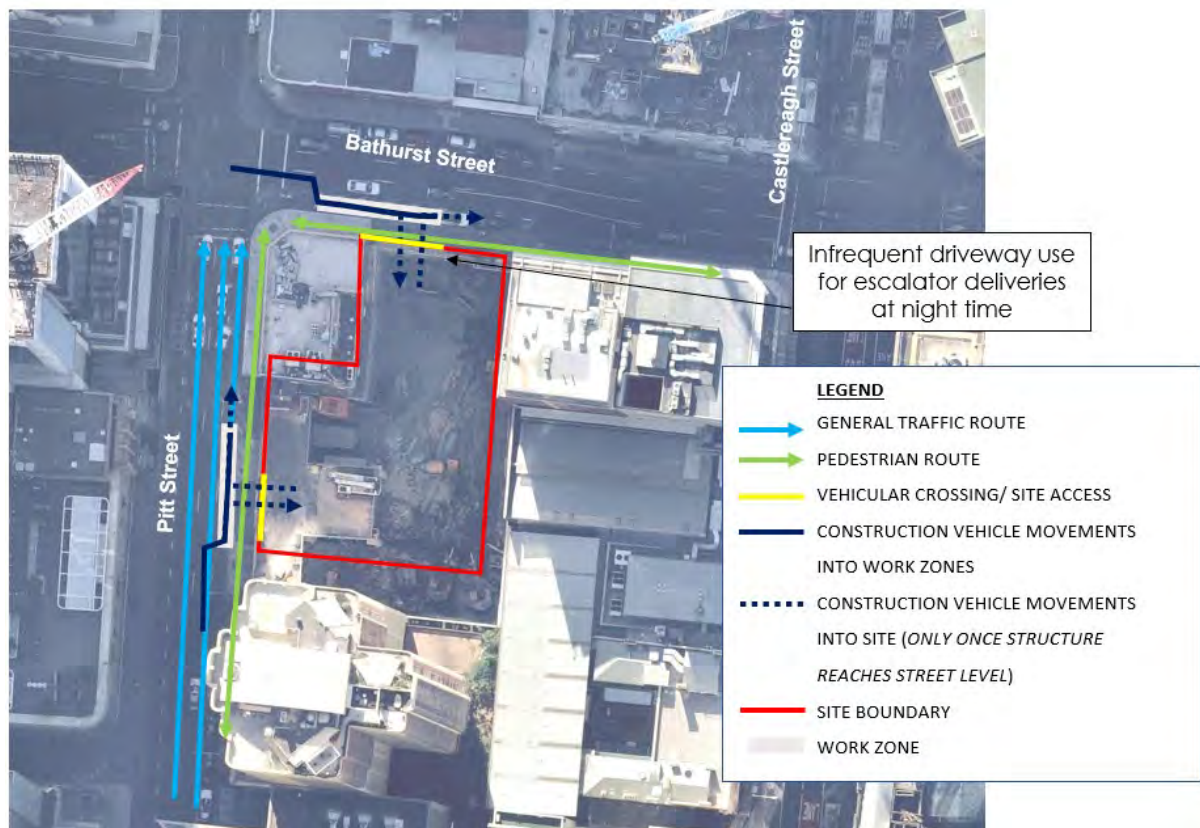 Castlereagh Street
Bathurst Street
Infrequent driveway use
for escalator deliveries
at night time
Pitt Street
LEGEND
GENERAL TRAFFIC ROUTE
PEDESTRIAN ROUTE
VEHICULAR CROSSING/ SITE ACCESS
CONSTRUCTION VEHICLE MOVEMENTS
INTO WORK ZONES
CONSTRUCTION VEHICLE MOVEMENTS
INTO SITE (ONLY ONCE STRUCTURE
REACHES STREET LEVEL)
SITE BOUNDARY
WORK ZONE